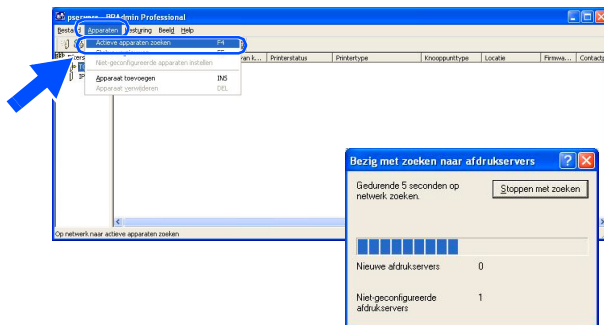 BRAdmin Professional
Bestand Apparaten Besturing Beeld Help
Actieve apparaten zoeken F4
Niet-geconfigureerde apparaten instellen
Apparaat toevoegen INS
Apparaat verwijderen DEL
Printerstatus Printertype Knooppunttype Locatie
Op netwerk naar actieve apparaten zoeken
Bezig met zoeken naar afdrukservers
Gedurende 5 seconden op
netwerk zoeken.
Stoppen met zoeken
Nieuwe afdrukservers 0
Niet-geconfigureerde 1
afdrukservers